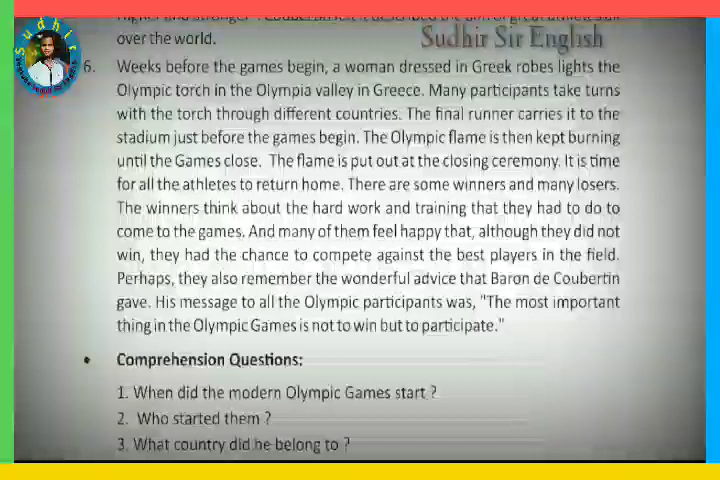 Sudhir
Sudhir Sir English
over the world.
6. Weeks before the games begin, a woman dressed in Greek robes lights the
Olympic torch in the Olympia valley in Greece. Many participants take turns
with the torch through different countries. The final runner carries it to the
stadium just before the games begin. The Olympic flame is then kept burning
until the Games close. The flame is put out at the closing ceremony. It is time
for all the athletes to return home. There are some winners and many losers.
The winners think about the hard work and training that they had to do to
come to the games. And many of them feel happy that, although they did not
win, they had the chance to compete against the best players in the field.
Perhaps, they also remember the wonderful advice that Baron de Coubertin
gave. His message to all the Olympic participants was, "The most important
thing in the Olympic Games is not to win but to participate."
• Comprehension Questions:
1. When did the modern Olympic Games start ?
2. Who started them ?
3. What country did he belong to ?